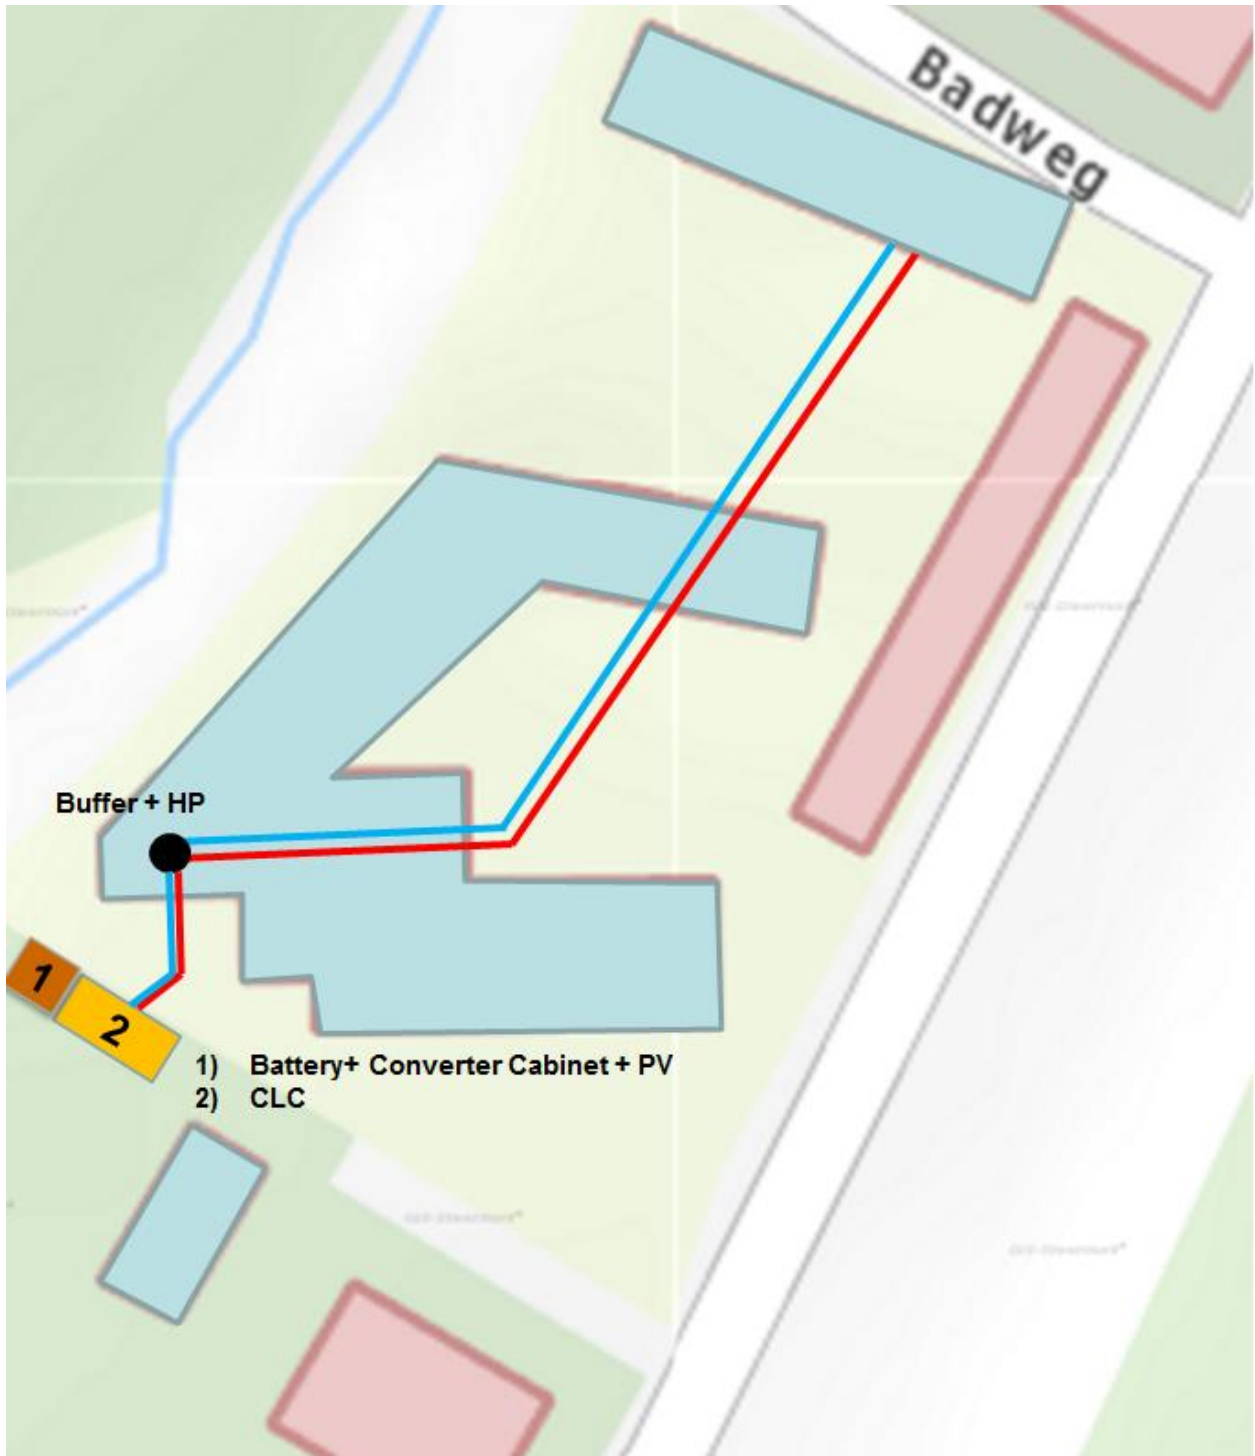 Badweg
Buffer + HP
1
2
1) Battery+ Converter Cabinet + PV
2) CLC